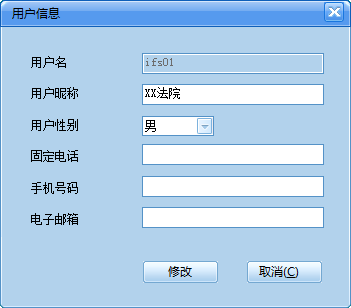 用户信息
用户名 ifs01
用户昵称 XX法院
用户性别 男
固定电话
手机号码
电子邮箱
修改 取消(C)